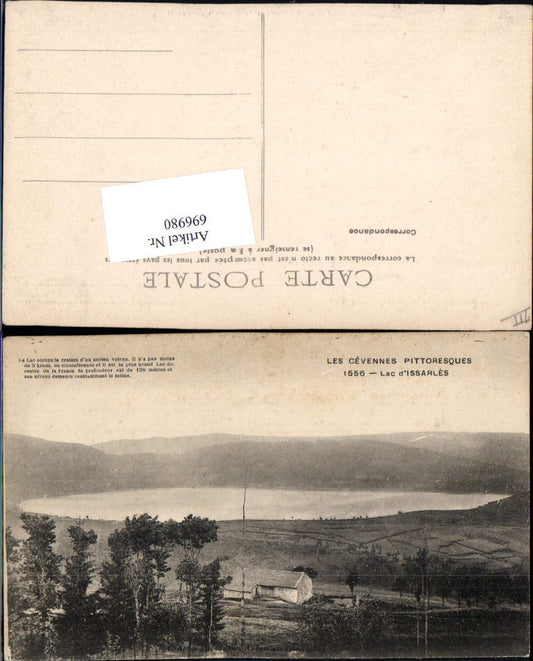 CARTE POSTALE
La correspondance au recto n'est pas acceptée par tous les pays
(se renseigner à la poste)
Correspondance
Artikel Nr.
696980
LES CÉVENNES PITTORESQUES
1556 — Lac d'ISSARLÈS
Le Lac occupe le cratère d'un ancien volcan. Il n'a pas moins
de 5 kilom. de circonférence et il est le plus grand Lac du
centre de la France Sa profondeur est de 138 mètres et
son niveau demeure constamment le même.